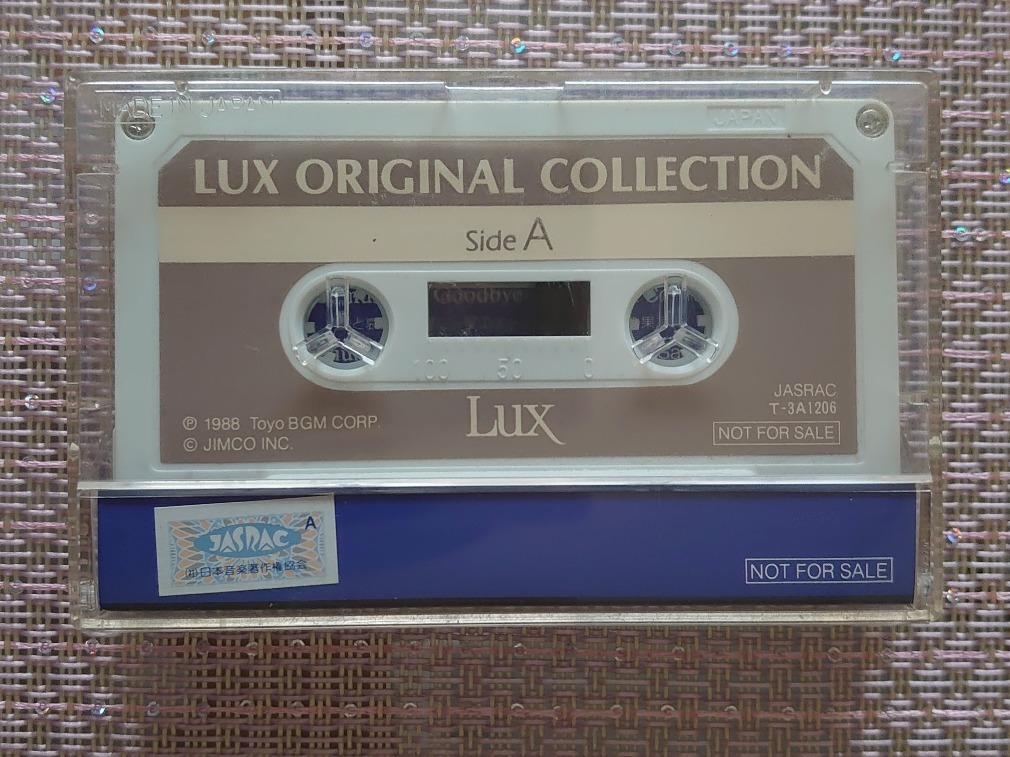 MADE IN JAPAN
JAPAN
LUX ORIGINAL COLLECTION
Side A
Goodbye
100 50 0
Lux
℗ 1988 Toyo BGM CORP.
© JIMCO INC.
JASRAC
T-3A1206
NOT FOR SALE
A
JASRAC
(社)日本音楽著作権協会
NOT FOR SALE